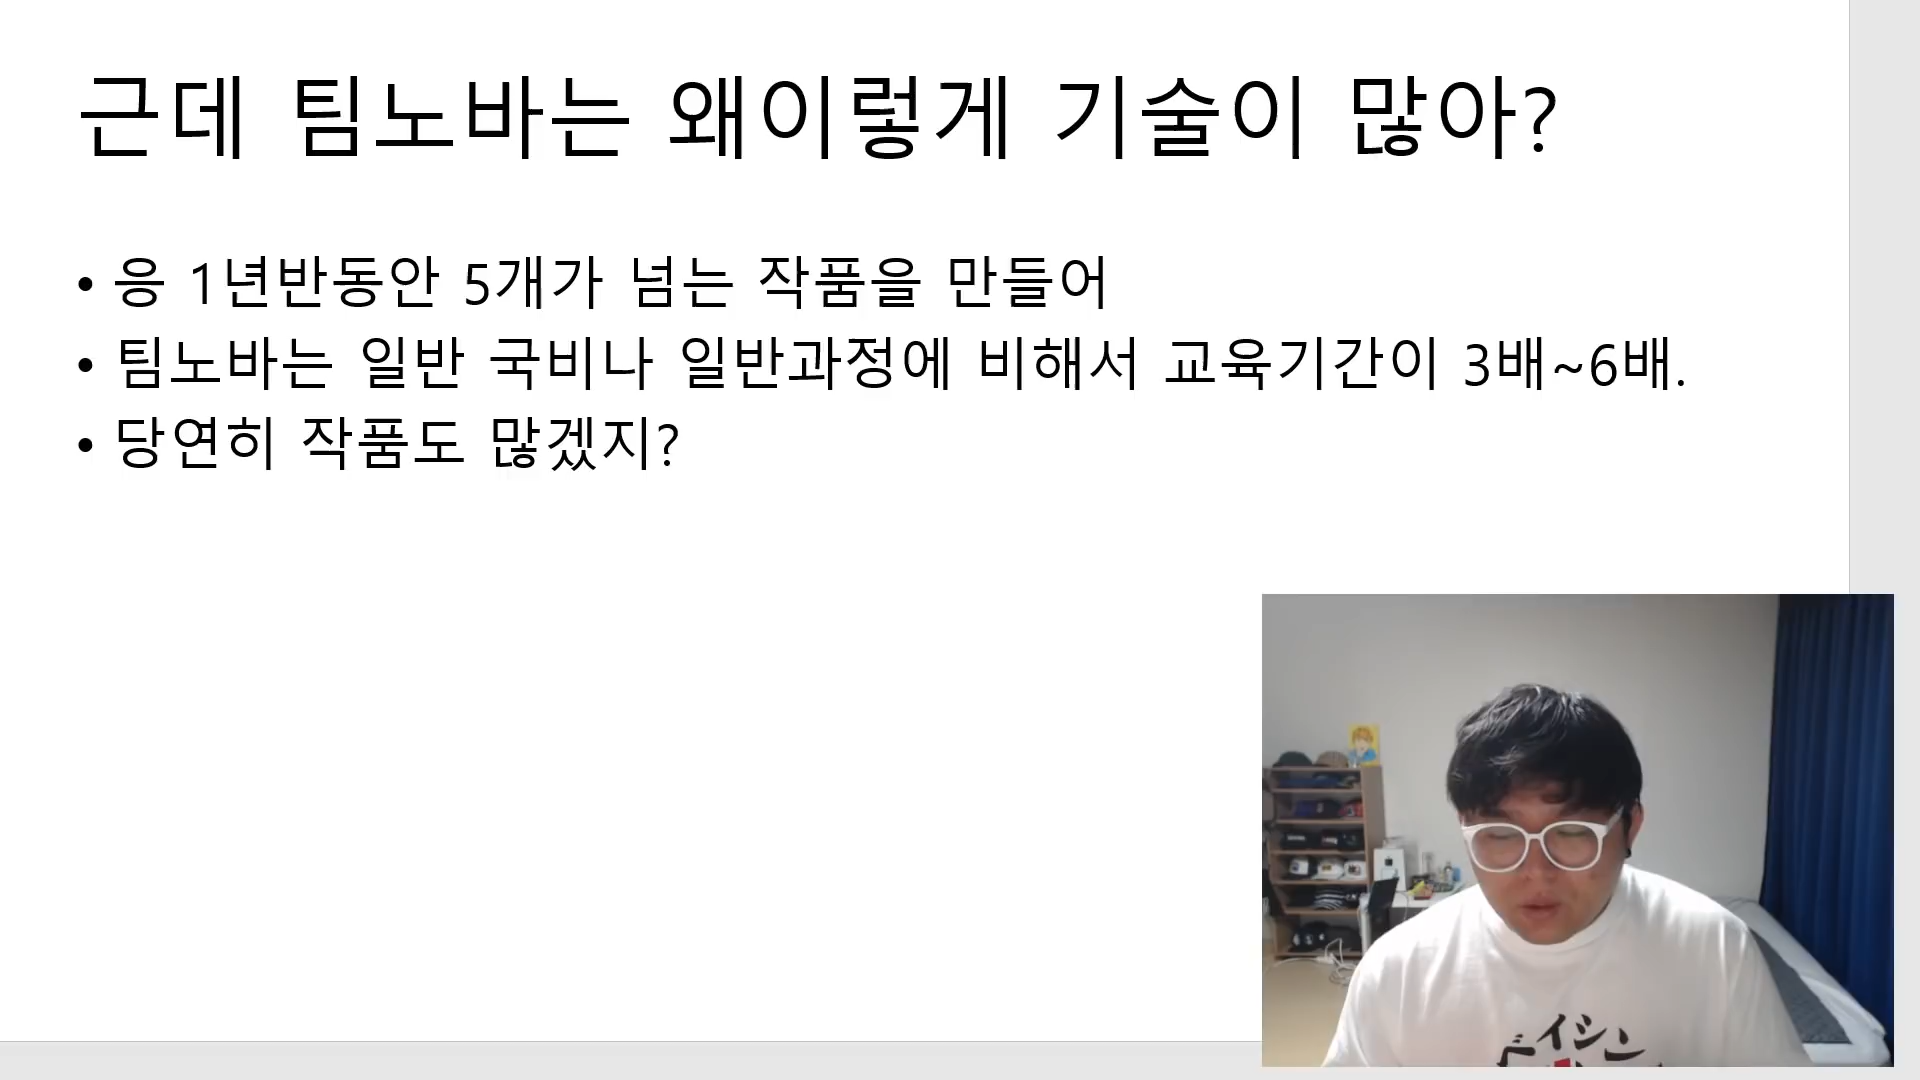 근데 팀노바는 왜이렇게 기술이 많아?
• 응 1년반동안 5개가 넘는 작품을 만들어
• 팀노바는 일반 국비나 일반과정에 비해서 교육기간이 3배~6배.
• 당연히 작품도 많겠지?